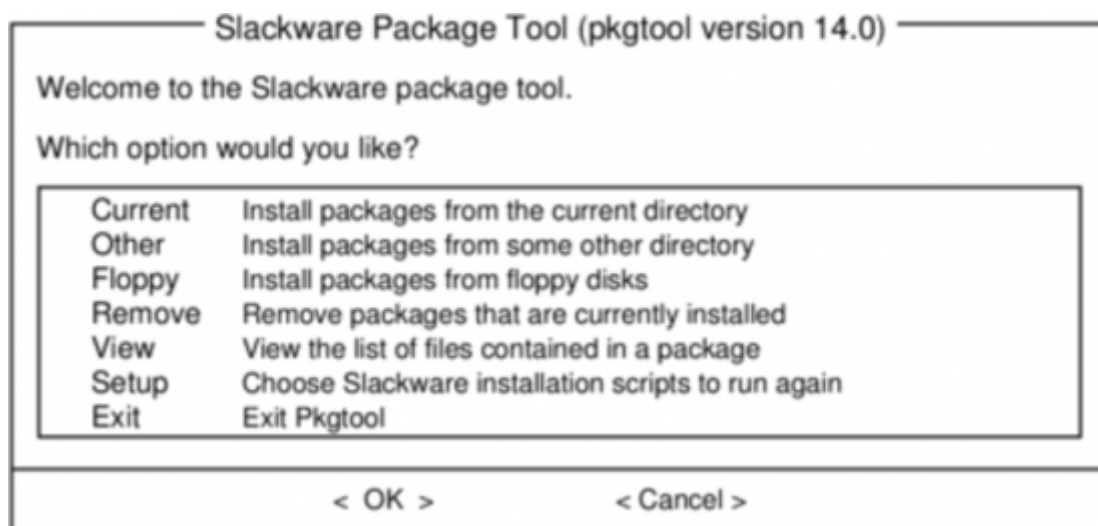 Slackware Package Tool (pkgtool version 14.0)
Welcome to the Slackware package tool.
Which option would you like?
Current Install packages from the current directory
Other Install packages from some other directory
Floppy Install packages from floppy disks
Remove Remove packages that are currently installed
View View the list of files contained in a package
Setup Choose Slackware installation scripts to run again
Exit Exit Pkgtool
< OK > < Cancel >